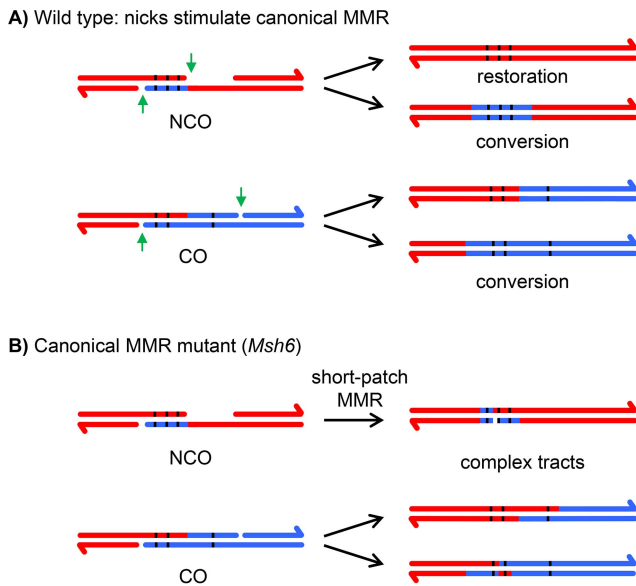 A) Wild type: nicks stimulate canonical MMR
NCO
restoration
conversion
CO
conversion
B) Canonical MMR mutant (Msh6)
short-patch
MMR
NCO
complex tracts
CO